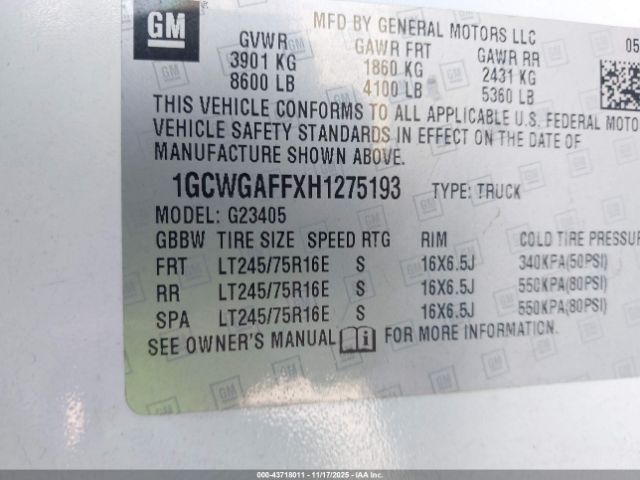 GM
MFD BY GENERAL MOTORS LLC
GVWR GAWR FRT GAWR RR 05
3901 KG 1860 KG 2431 KG
8600 LB 4100 LB 5360 LB
THIS VEHICLE CONFORMS TO ALL APPLICABLE U.S. FEDERAL MOTO
VEHICLE SAFETY STANDARDS IN EFFECT ON THE DATE OF
MANUFACTURE SHOWN ABOVE.
1GCWGAFFXH1275193 TYPE: TRUCK
MODEL: G23405
GBBW TIRE SIZE SPEED RTG RIM COLD TIRE PRESSUR
FRT LT245/75R16E S 16X6.5J 340KPA(50PSI)
RR LT245/75R16E S 16X6.5J 550KPA(80PSI)
SPA LT245/75R16E S 16X6.5J 550KPA(80PSI)
SEE OWNER'S MANUAL i FOR MORE INFORMATION.
000-43718011 - 11/17/2025 - IAA Inc.